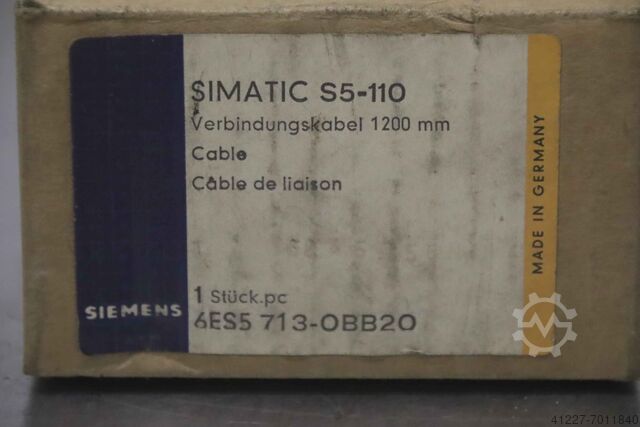 SIMATIC S5-110
Verbindungskabel 1200 mm
Cable
Câble de liaison
1 Stück.pc
6ES5 713-0BB20
SIEMENS
MADE IN GERMANY
41227-7011840